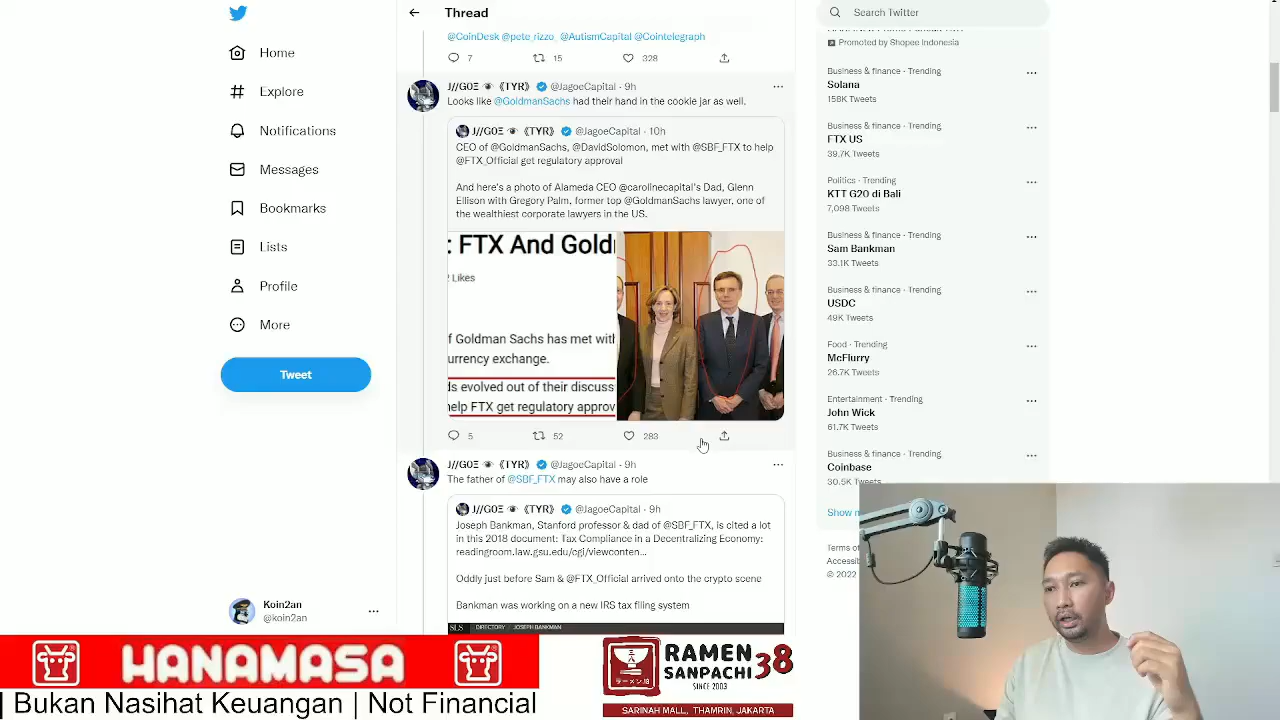 Home
Explore
Notifications
Messages
Bookmarks
Lists
Profile
More
Tweet
Koin2an
@koin2an
Thread
@CoinDesk @pete_rizzo_ @AutismCapital @Cointelegraph
7 15 328
J//GOΞ 👁 《TYR》 @JagoeCapital · 9h
Looks like @GoldmanSachs had their hand in the cookie jar as well.
J//GOΞ 👁 《TYR》 @JagoeCapital · 10h
CEO of @GoldmanSachs, @DavidSolomon, met with @SBF_FTX to help
@FTX_Official get regulatory approval
And here's a photo of Alameda CEO @carolinecapital's Dad, Glenn
Ellison with Gregory Palm, former top @GoldmanSachs lawyer, one of
the wealthiest corporate lawyers in the US.
: FTX And Gold
Likes
f Goldman Sachs has met with
urrency exchange.
ds evolved out of their discuss
help FTX get regulatory approv
5 52 283
J//GOΞ 👁 《TYR》 @JagoeCapital · 9h
The father of @SBF_FTX may also have a role
J//GOΞ 👁 《TYR》 @JagoeCapital · 9h
Joseph Bankman, Stanford professor & dad of @SBF_FTX, is cited a lot
in this 2018 document: Tax Compliance in a Decentralizing Economy:
readingroom.law.gsu.edu/cgi/viewconten...
Oddly just before Sam & @FTX_Official arrived onto the crypto scene
Bankman was working on a new IRS tax filing system
SLS DIRECTORY / JOSEPH BANKMAN
Search Twitter
Promoted by Shopee Indonesia
Business & finance · Trending
Solana
158K Tweets
Business & finance · Trending
FTX US
39.7K Tweets
Politics · Trending
KTT G20 di Bali
7,098 Tweets
Business & finance · Trending
Sam Bankman
33.1K Tweets
Business & finance · Trending
USDC
49K Tweets
Food · Trending
McFlurry
26.7K Tweets
Entertainment · Trending
John Wick
61.7K Tweets
Business & finance · Trending
Coinbase
30.5K Tweets
Show
Terms of
Accessib
© 2022
HANAMASA
RAMEN 38
SANPACHI
SINCE 2003
SARINAH MALL, THAMRIN, JAKARTA
| Bukan Nasihat Keuangan | Not Financial